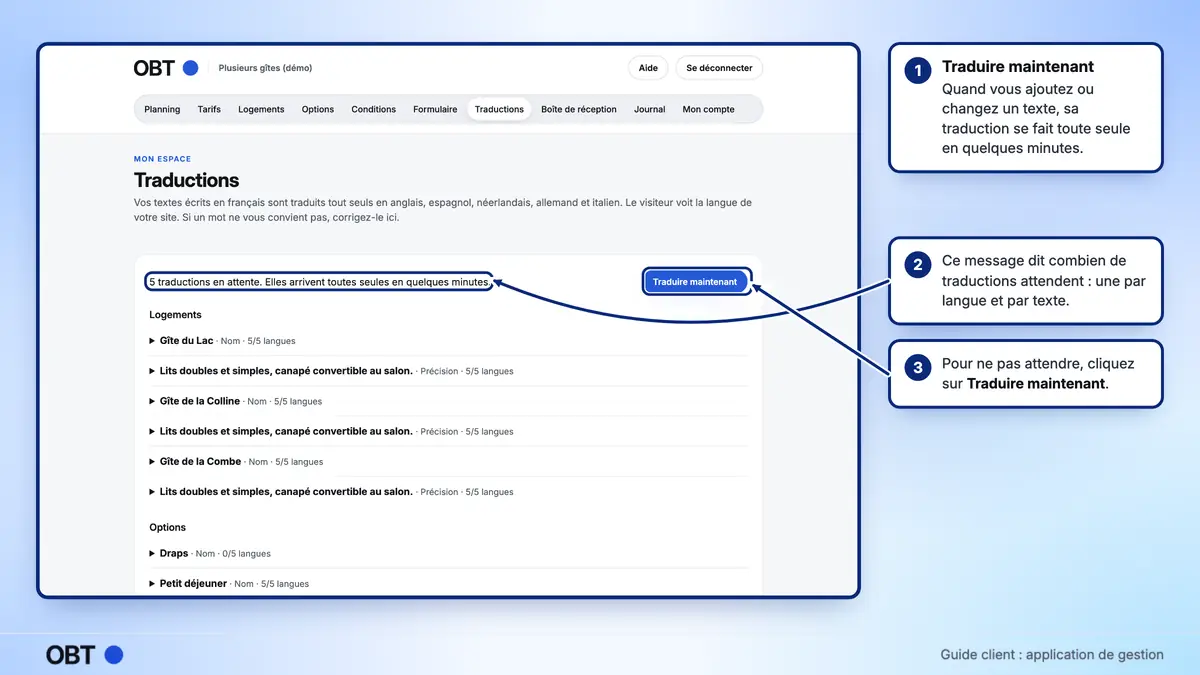 OBT
Plusieurs gîtes (démo)
Aide
Se déconnecter
Planning
Tarifs
Logements
Options
Conditions
Formulaire
Traductions
Boîte de réception
Journal
Mon compte
MON ESPACE
Traductions
Vos textes écrits en français sont traduits tout seuls en anglais, espagnol, néerlandais, allemand et italien. Le visiteur voit la langue de
votre site. Si un mot ne vous convient pas, corrigez-le ici.
5 traductions en attente. Elles arrivent toutes seules en quelques minutes.
Traduire maintenant
Logements
Gîte du Lac · Nom · 5/5 langues
Lits doubles et simples, canapé convertible au salon. · Précision · 5/5 langues
Gîte de la Colline · Nom · 5/5 langues
Lits doubles et simples, canapé convertible au salon. · Précision · 5/5 langues
Gîte de la Combe · Nom · 5/5 langues
Lits doubles et simples, canapé convertible au salon. · Précision · 5/5 langues
Options
Draps · Nom · 0/5 langues
Petit déjeuner · Nom · 5/5 langues
1
Traduire maintenant
Quand vous ajoutez ou
changez un texte, sa
traduction se fait toute seule
en quelques minutes.
2
Ce message dit combien de
traductions attendent : une par
langue et par texte.
3
Pour ne pas attendre, cliquez
sur Traduire maintenant.
OBT
Guide client : application de gestion